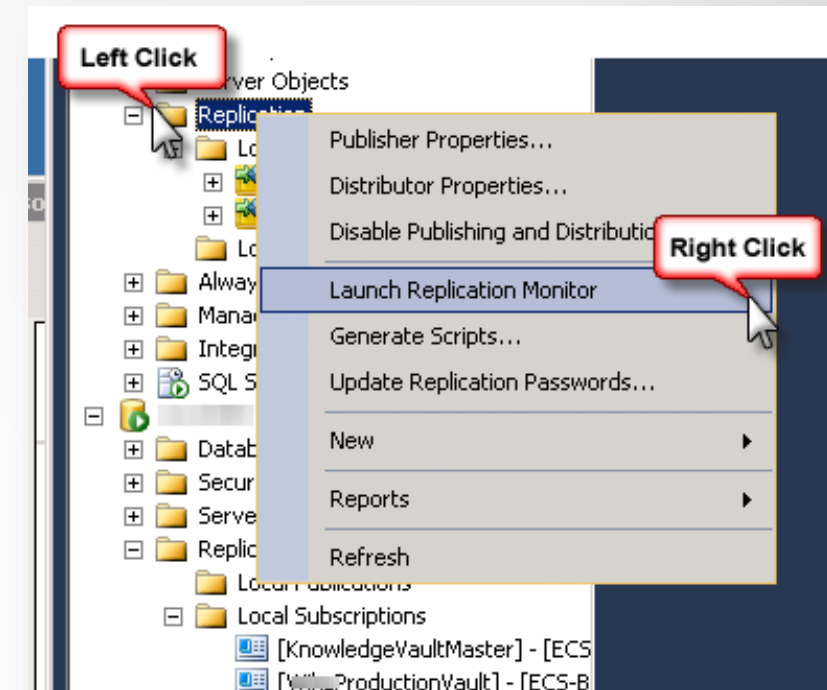 Left Click
Server Objects
Replication
Publisher Properties...
Distributor Properties...
Disable Publishing and Distributio
Right Click
Launch Replication Monitor
Generate Scripts...
Update Replication Passwords...
New
Reports
Refresh
Alway
Mana
Integr
SQL S
Datab
Secur
Serve
Replic
Local Publications
Local Subscriptions
[KnowledgeVaultMaster] - [ECS
ProductionVault] - [ECS-B